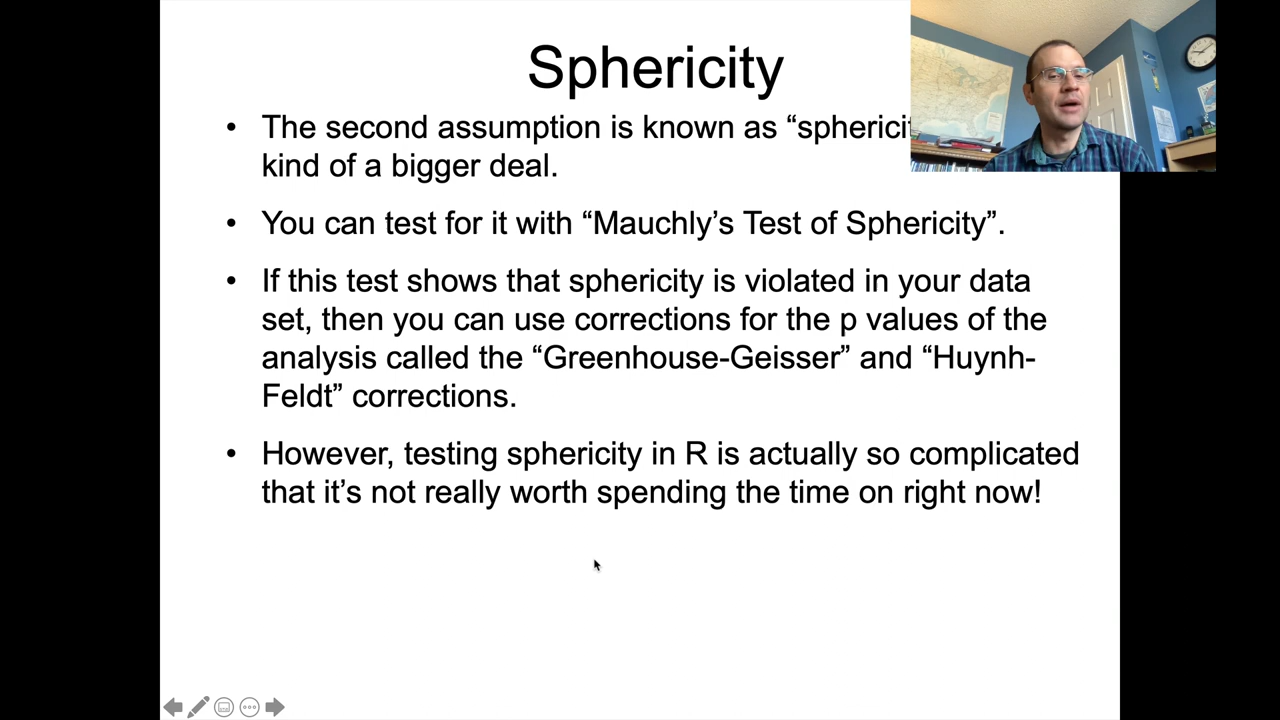 Sphericity
• The second assumption is known as “spherici
kind of a bigger deal.
• You can test for it with “Mauchly’s Test of Sphericity”.
• If this test shows that sphericity is violated in your data
set, then you can use corrections for the p values of the
analysis called the “Greenhouse-Geisser” and “Huynh-
Feldt” corrections.
• However, testing sphericity in R is actually so complicated
that it’s not really worth spending the time on right now!